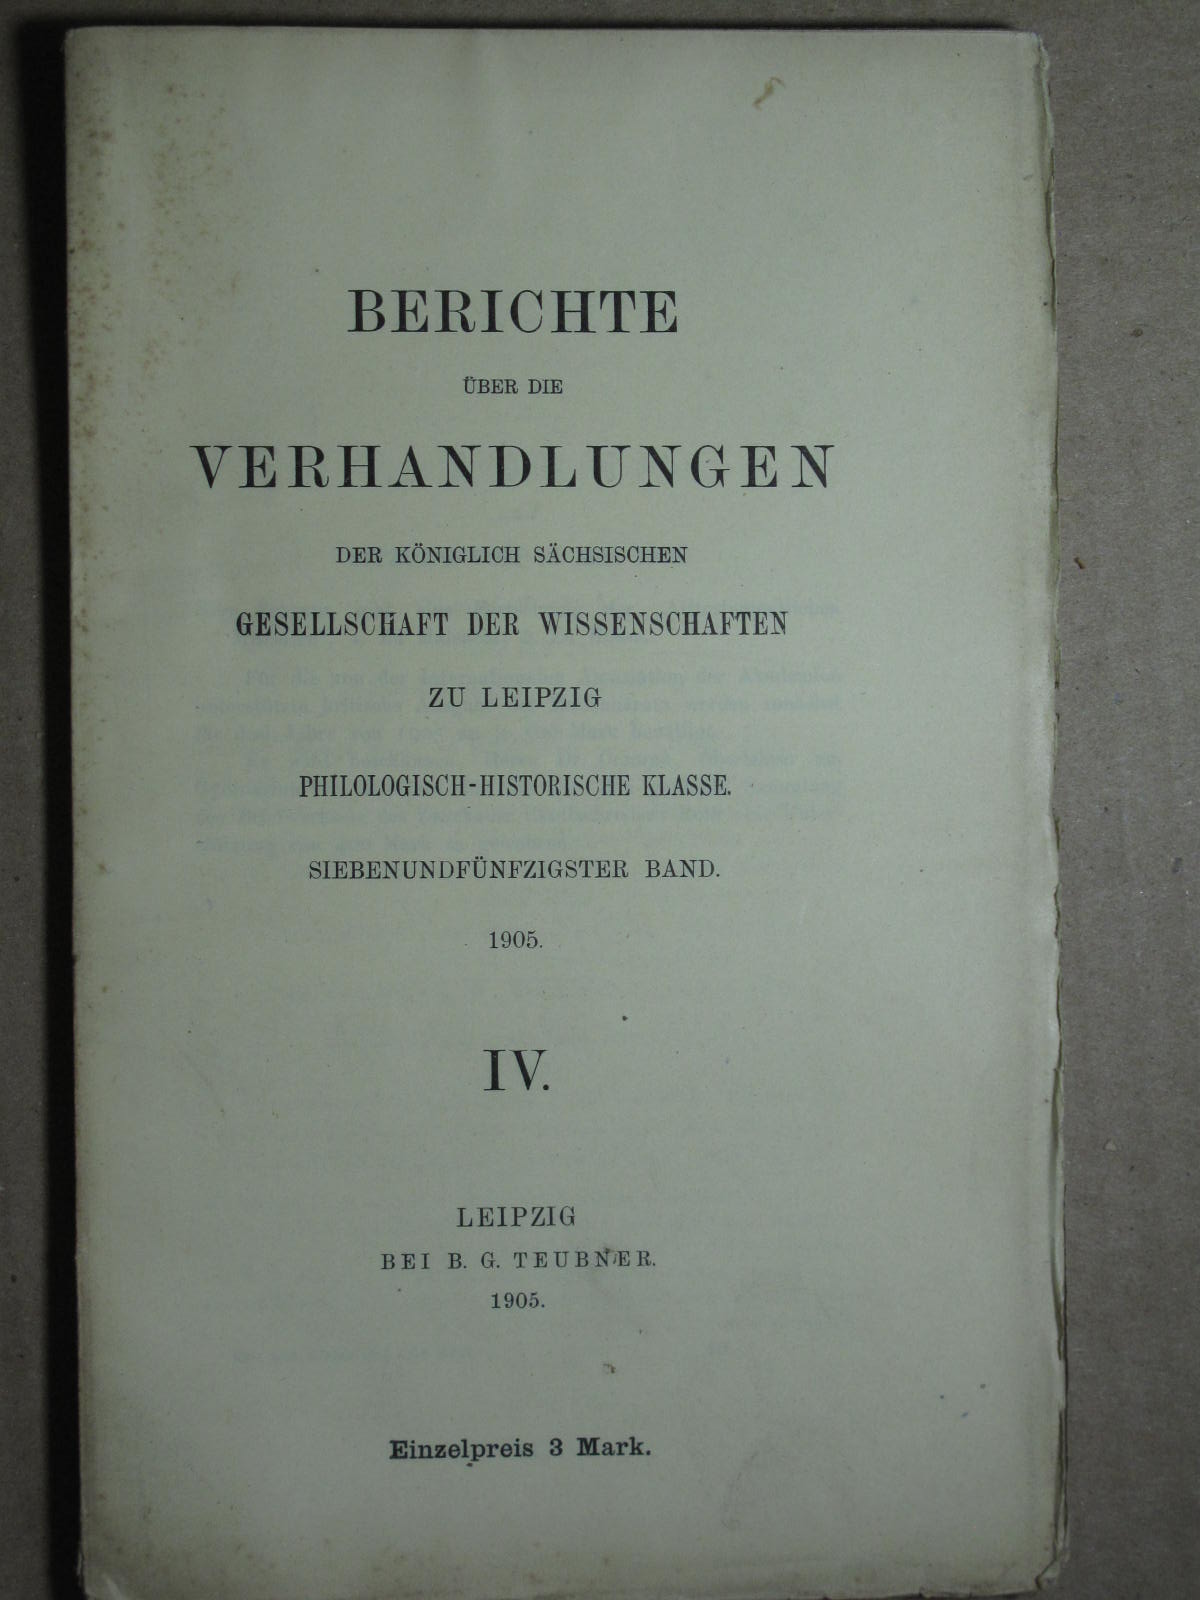 BERICHTE
ÜBER DIE
VERHANDLUNGEN
DER KÖNIGLICH SÄCHSISCHEN
GESELLSCHAFT DER WISSENSCHAFTEN
ZU LEIPZIG
PHILOLOGISCH-HISTORISCHE KLASSE.
SIEBENUNDFÜNFZIGSTER BAND.
1905.
IV.
LEIPZIG
BEI B. G. TEUBNER.
1905.
Einzelpreis 3 Mark.